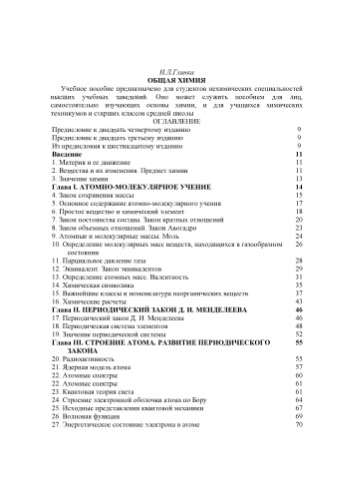 Н.Л.Глинка
ОБЩАЯ ХИМИЯ
Учебное пособие предназначено для студентов нехимических специальностей
высших учебных заведений. Оно может служить пособием для лиц,
самостоятельно изучающих основы химии, и для учащихся химических
техникумов и старших классов средней школы
ОГЛАВЛЕНИЕ
Предисловие к двадцать четвертому изданию 9
Предисловие к двадцать третьему изданию 9
Из предисловия к шестнадцатому изданию 9
Введение 11
1. Материя и ее движение 11
2. Вещества и их изменения. Предмет химии 11
3. Значение химии 13
Глава I. АТОМНО-МОЛЕКУЛЯРНОЕ УЧЕНИЕ 14
4. Закон сохранения массы 15
5. Основное содержание атомно-молекулярного учения 17
6. Простое вещество и химический элемент 18
7. Закон постоянства состава. Закон кратных отношений 20
8. Закон объемных отношений. Закон Авогадро 23
9. Атомные и молекулярные массы. Моль 24
10. Определение молекулярных масс веществ, находящихся в газообразном 26
состоянии
11. Парциальное давление газа 28
12. Эквивалент. Закон эквивалентов 29
13. Определение атомных масс. Валентность 31
14. Химическая символика 35
15. Важнейшие классы и номенклатура неорганических веществ 37
16. Химические расчеты 43
Глава II. ПЕРИОДИЧЕСКИЙ ЗАКОН Д. И. МЕНДЕЛЕЕВА 46
17. Периодический закон Д. И. Менделеева 46
18. Периодическая система элементов 48
19. Значение периодической системы 52
Глава III. СТРОЕНИЕ АТОМА. РАЗВИТИЕ ПЕРИОДИЧЕСКОГО 55
ЗАКОНА
20. Радиоактивность 55
21. Ядерная модель атома 57
22. Атомные спектры 60
22. Атомные спектры 61
23. Квантовая теория света 61
24. Строение электронной оболочки атома по Бору 64
25. Исходные представления квантовой механики 67
26. Волновая функция 69
27. Энергетическое состояние электрона в атоме 70